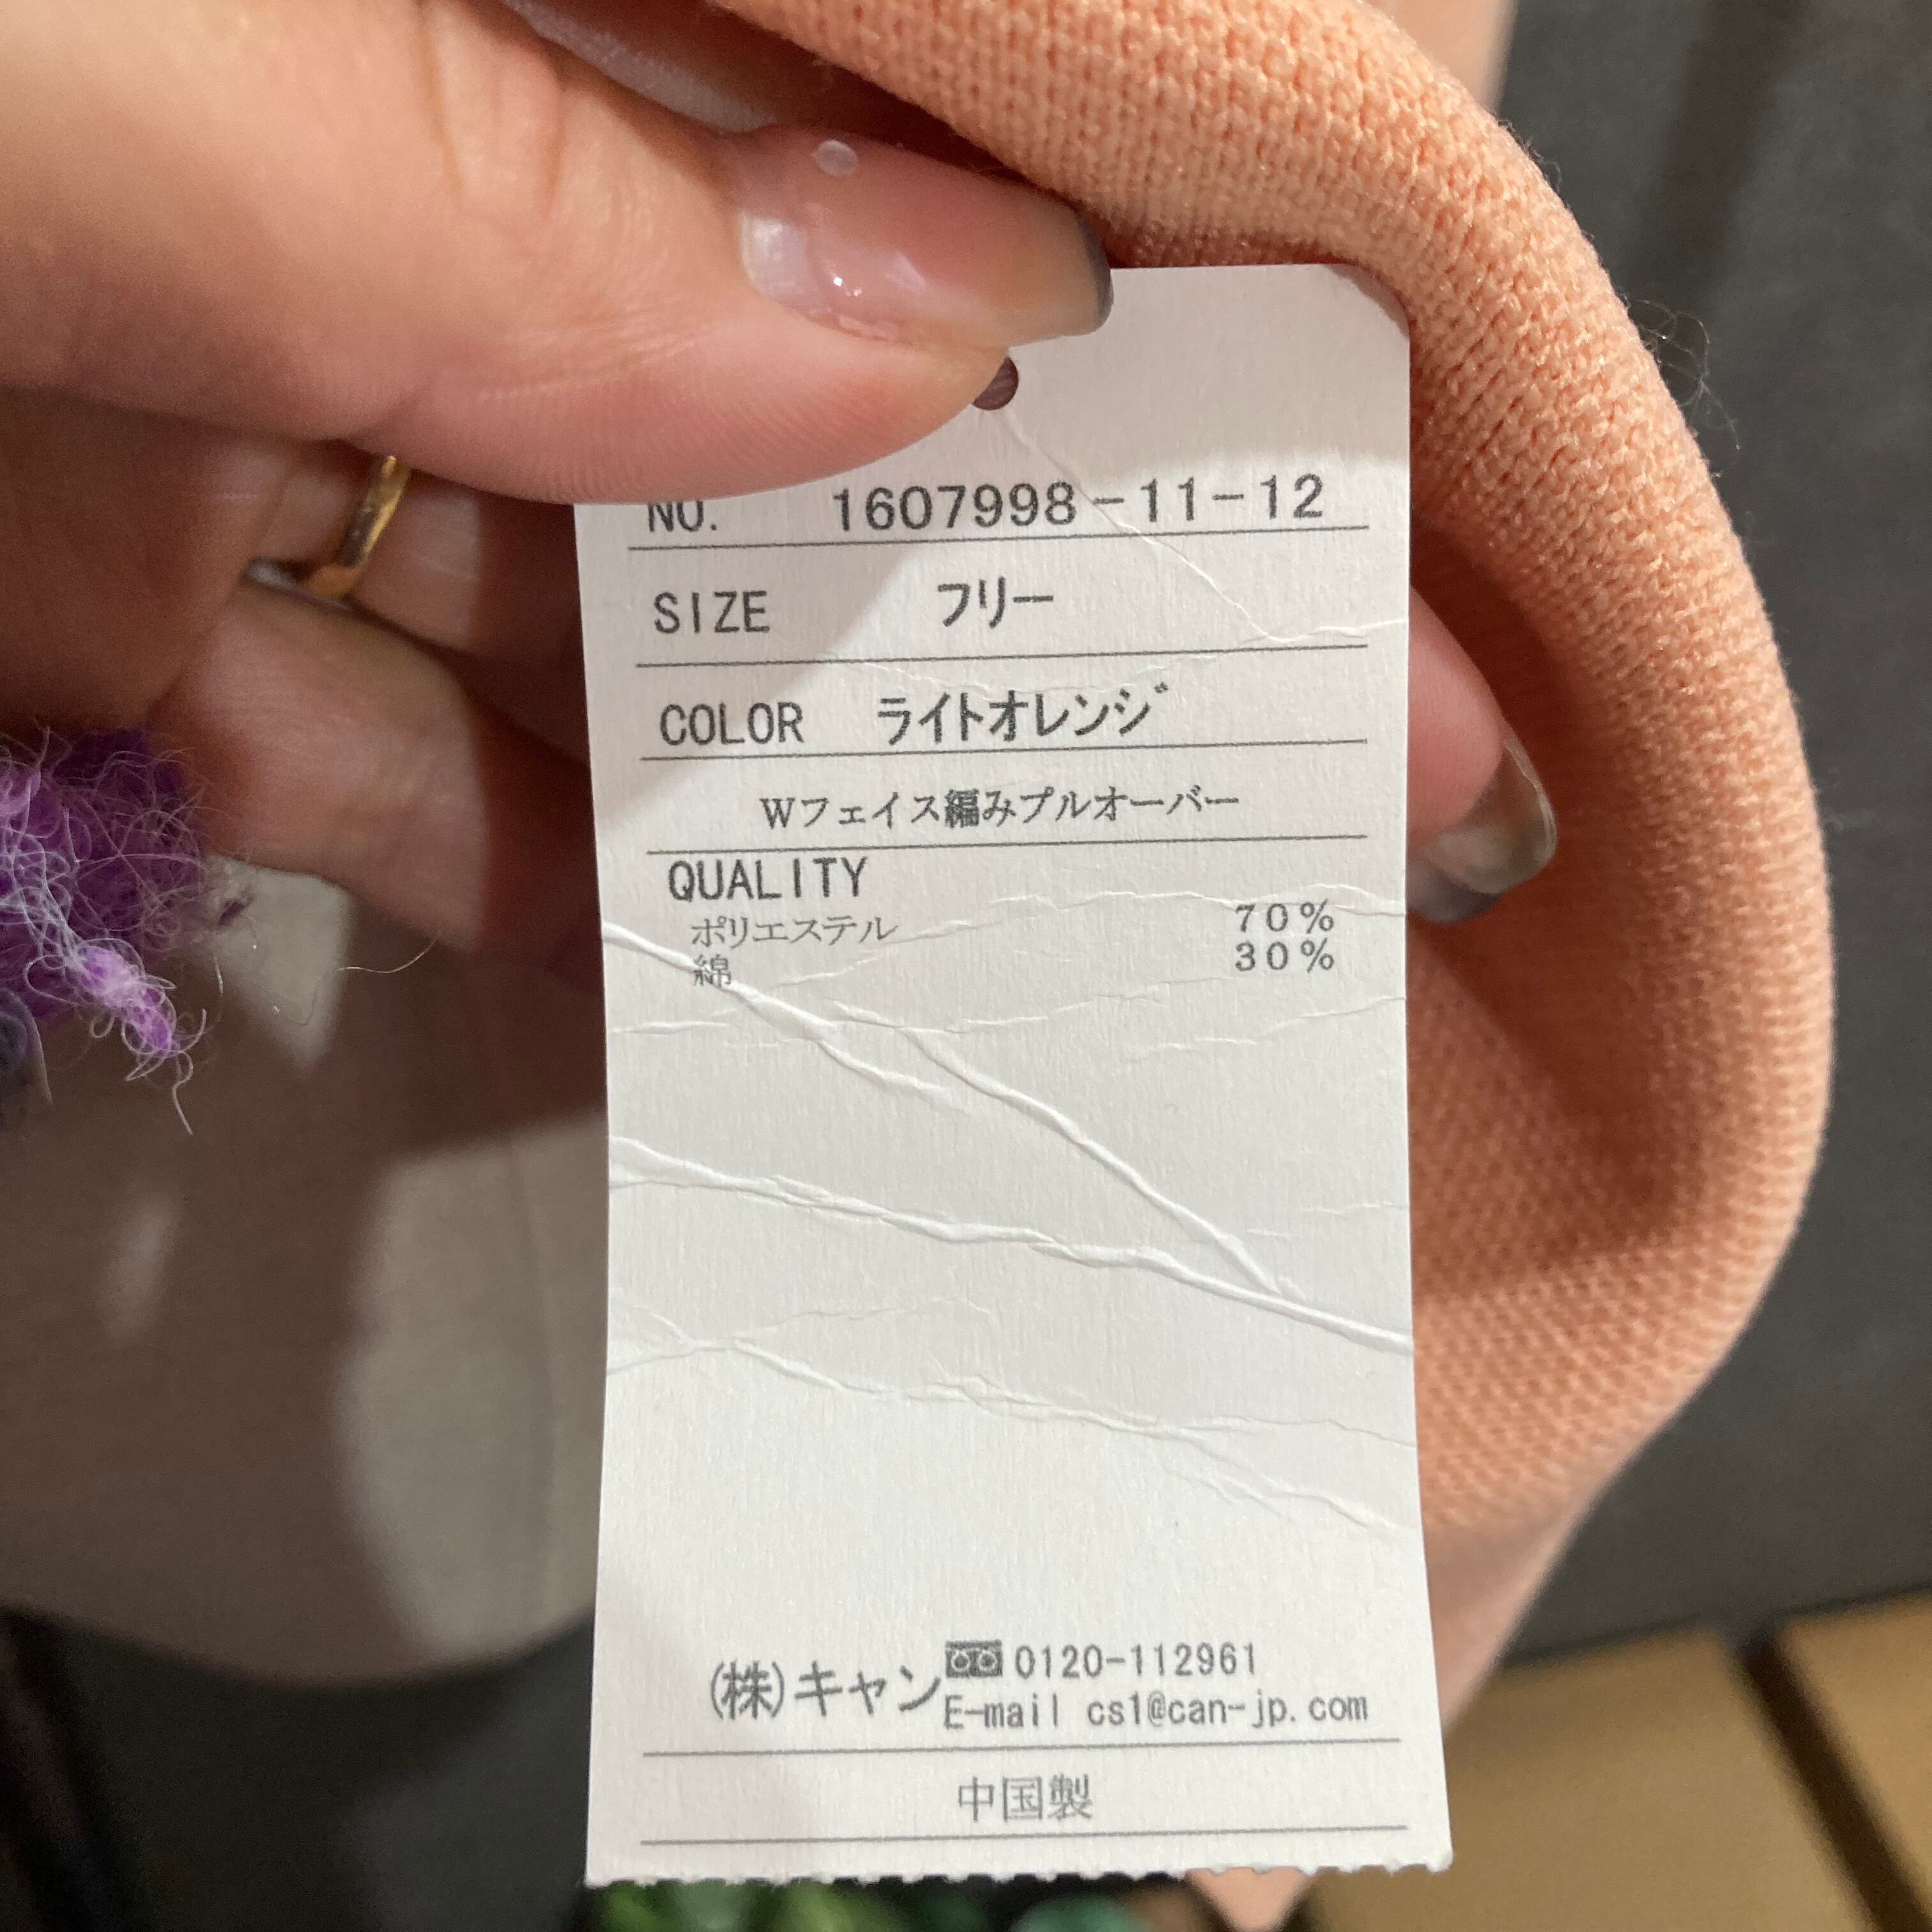 NO. 1607998-11-12
SIZE フリー
COLOR ライトオレンジ
Wフェイス編みプルオーバー
QUALITY
ポリエステル 70%
綿 30%
(株)キャン 0120-112961
E-mail cs1@can-jp.com
中国製